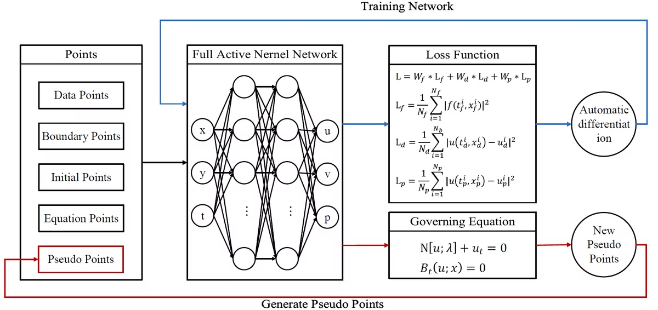 Training Network
Points
Data Points
Boundary Points
Initial Points
Equation Points
Pseudo Points
Full Active Nernel Network
x
y
t
u
v
p
⋮
⋮
Loss Function
L = W_f * L_f + W_d * L_d + W_p * L_p
L_f = 1/N_f ∑_{i=1}^{N_f} |f(t_f^i, x_f^i)|²
L_d = 1/N_d ∑_{i=1}^{N_b} |u(t_d^i, x_d^i) − u_d^i|²
L_p = 1/N_p ∑_{i=1}^{N_p} |u(t_p^i, x_p^i) − u_p^i|²
Automatic
differentiat
ion
Governing Equation
N[u; λ] + u_t = 0
B_t(u; x) = 0
New
Pseudo
Points
Generate Pseudo Points